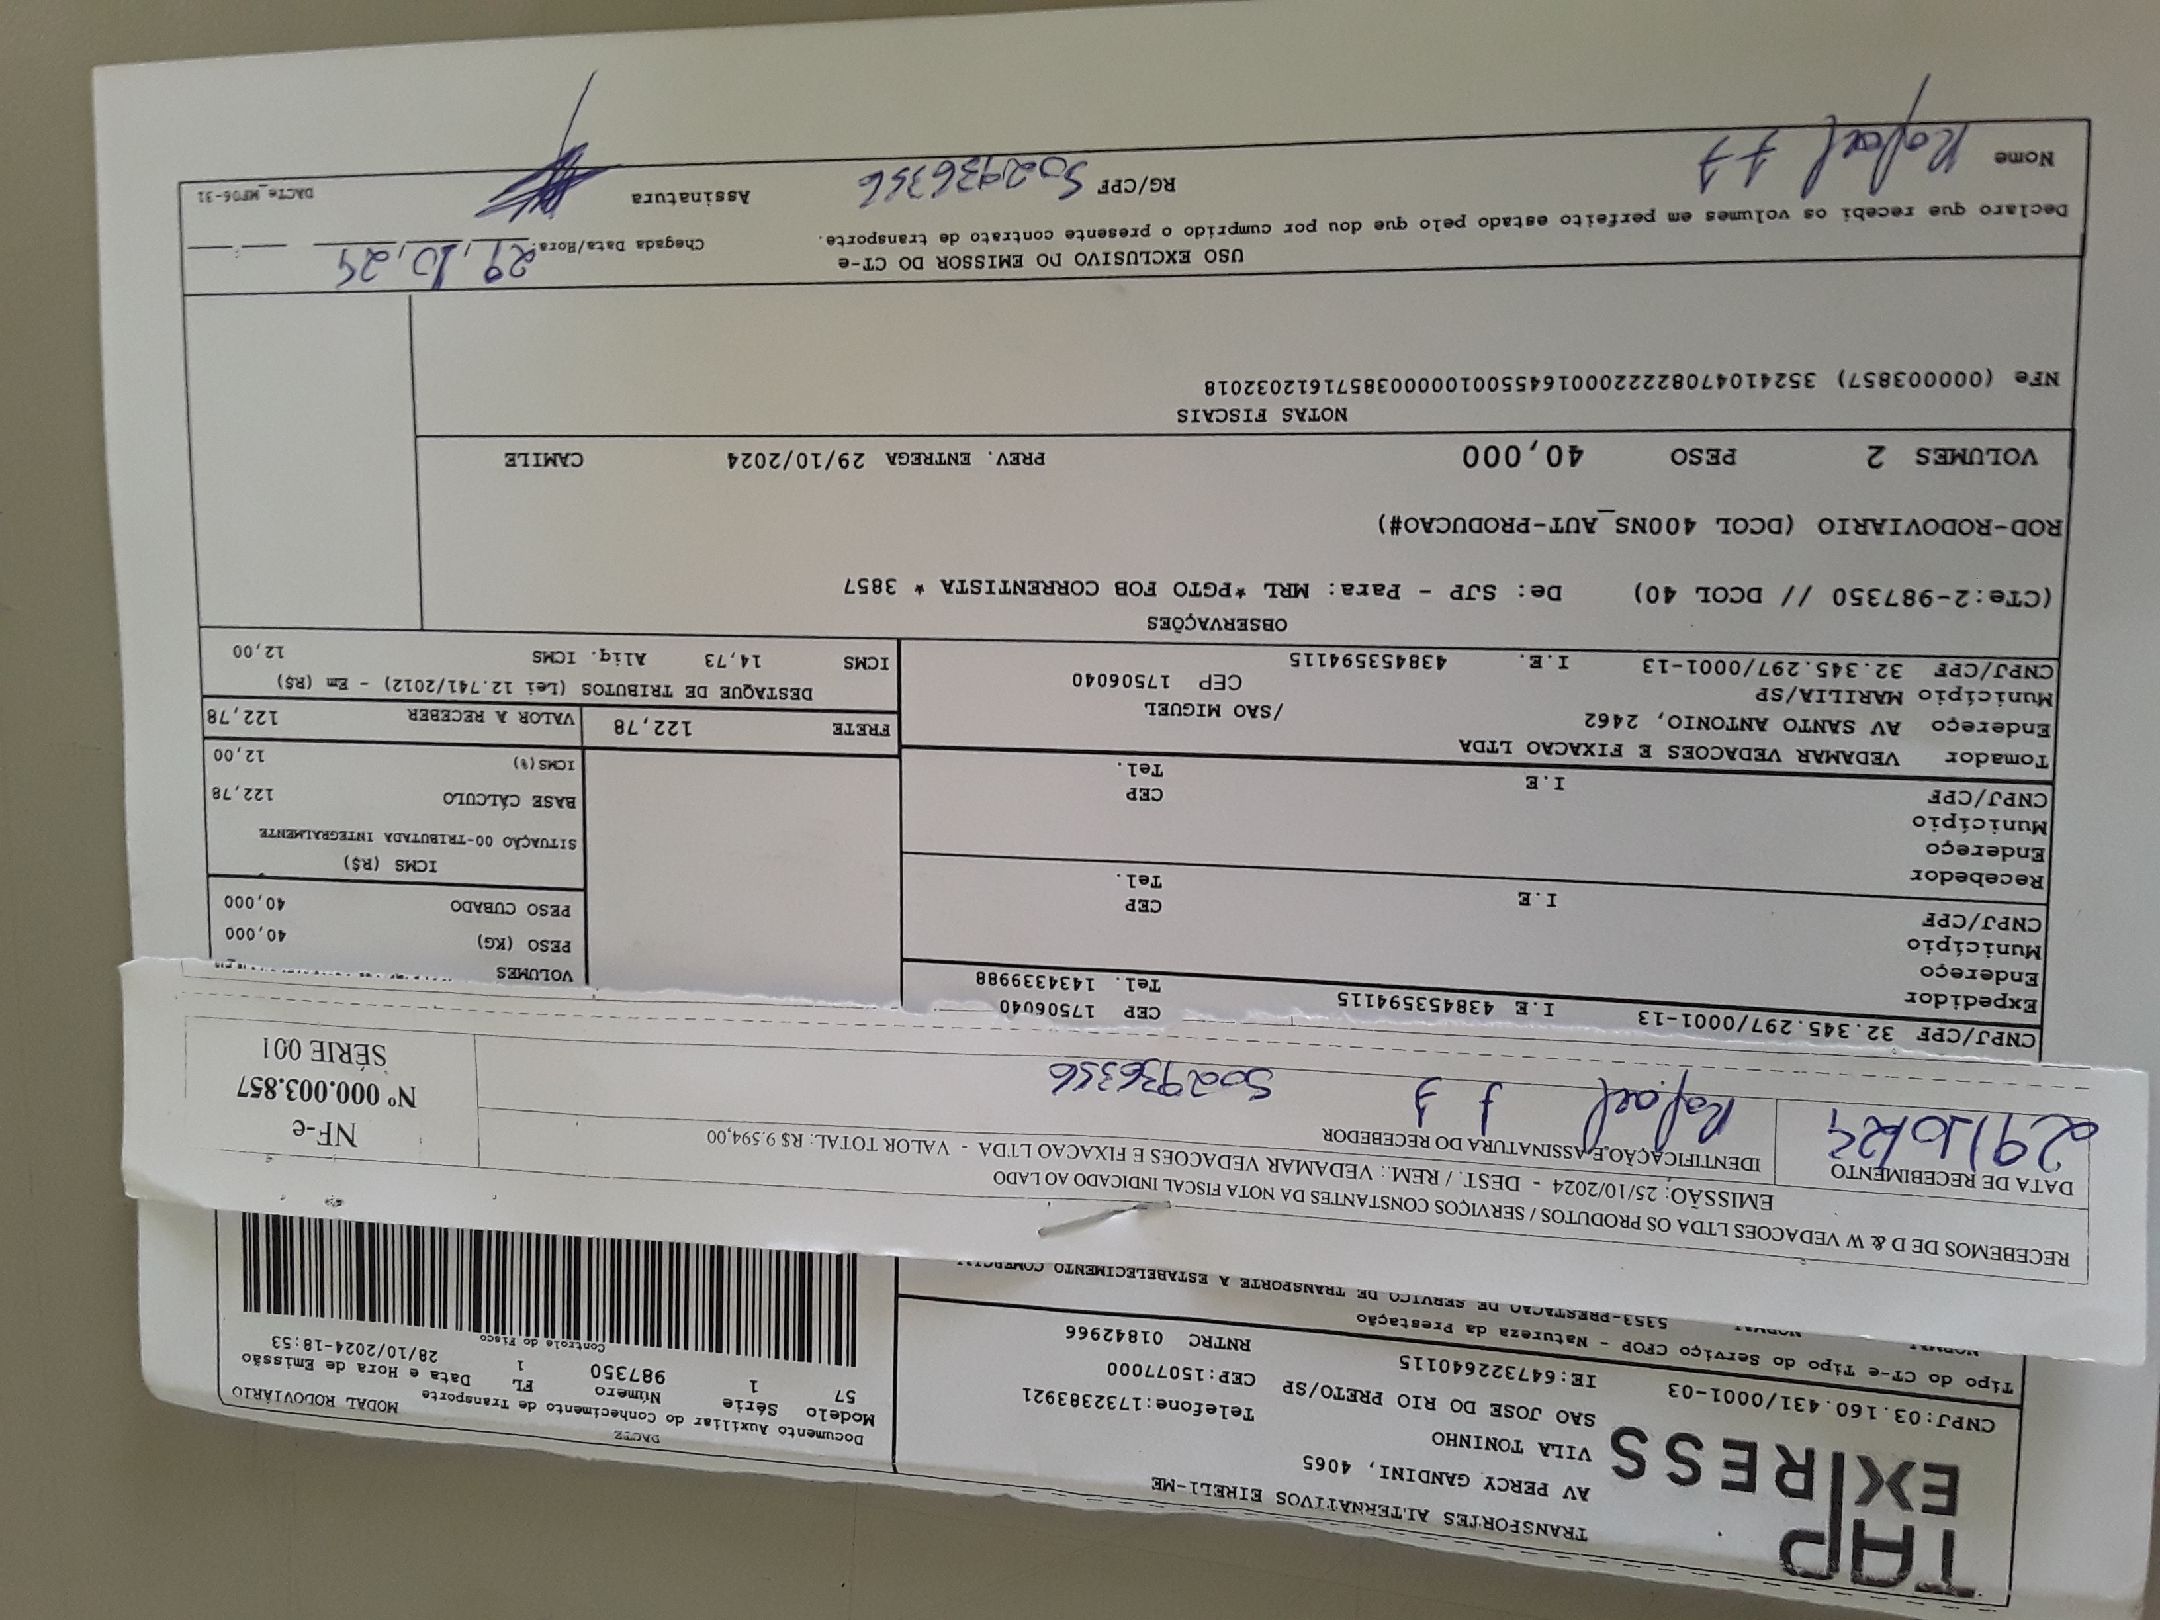 TAP
EXPRESS
TRANSPORTES ALTERNATIVOS EIRELI-ME
AV PERCY GANDINI, 4065
VILA TONINHO
SAO JOSE DO RIO PRETO/SP CEP:15077000
Telefone:1732383921
CNPJ:03.160.431/0001-03 IE:647322640115 RNTRC 01842966
DACTE
Documento Auxiliar do Conhecimento de Transporte MODAL RODOVIÁRIO
Modelo Série Número FL Data e Hora de Emissão
57 1 987350 1 28/10/2024-18:53
Controle do Fisco
Tipo do CT-e Tipo do Serviço CFOP - Natureza da Prestação
5353-PRESTACAO DE SERVICO DE TRANSPORTE A ESTABELECIMENTO COMERCIAL
RECEBEMOS DE D & W VEDACOES LTDA OS PRODUTOS / SERVIÇOS CONSTANTES DA NOTA FISCAL INDICADO AO LADO
EMISSÃO: 25/10/2024 - DEST. / REM.: VEDAMAR VEDACOES E FIXACAO LTDA - VALOR TOTAL: R$ 9.594,00
DATA DE RECEBIMENTO
29/10/24
IDENTIFICAÇÃO E ASSINATURA DO RECEBEDOR
Rafael 502936356
NF-e
Nº 000.003.857
SÉRIE 001
CNPJ/CPF 32.345.297/0001-13 I.E 438453594115 CEP 17506040
Tel. 1434339988
Expedidor
Endereço
Município
CNPJ/CPF I.E CEP
Tel.
Recebedor
Endereço
Município
CNPJ/CPF I.E CEP
Tel.
VOLUMES
PESO (KG) 40,000
PESO CUBADO 40,000
ICMS (R$)
SITUAÇÃO 00-TRIBUTADA INTEGRALMENTE
BASE CÁLCULO 122,78
ICMS(%) 12,00
Tomador VEDAMAR VEDACOES E FIXACAO LTDA
Endereço AV SANTO ANTONIO, 2462 /SAO MIGUEL
Município MARILIA/SP CEP 17506040
CNPJ/CPF 32.345.297/0001-13 I.E. 438453594115
FRETE 122,78 VALOR A RECEBER 122,78
DESTAQUE DE TRIBUTOS (Lei 12.741/2012) - Em (R$)
ICMS 14,73 Aliq. ICMS 12,00
OBSERVAÇÕES
(CTe:2-987350 // DCOL 40) De: SJP - Para: MRL *PGTO FOB CORRENTISTA * 3857
ROD-RODOVIARIO (DCOL 400NS_AUT-PRODUCAO#)
VOLUMES 2 PESO 40,000 PREV. ENTREGA 29/10/2024 CAMILE
NOTAS FISCAIS
NFe (000003857) 35241047082222000164550010000038571612032018
USO EXCLUSIVO DO EMISSOR DO CT-e
Declaro que recebi os volumes em perfeito estado pelo que dou por cumprido o presente contrato de transporte.
Chegada Data/Hora: 29,10,24
Nome Rafael RG/CPF 502936356 Assinatura
DACTe_MF06-31